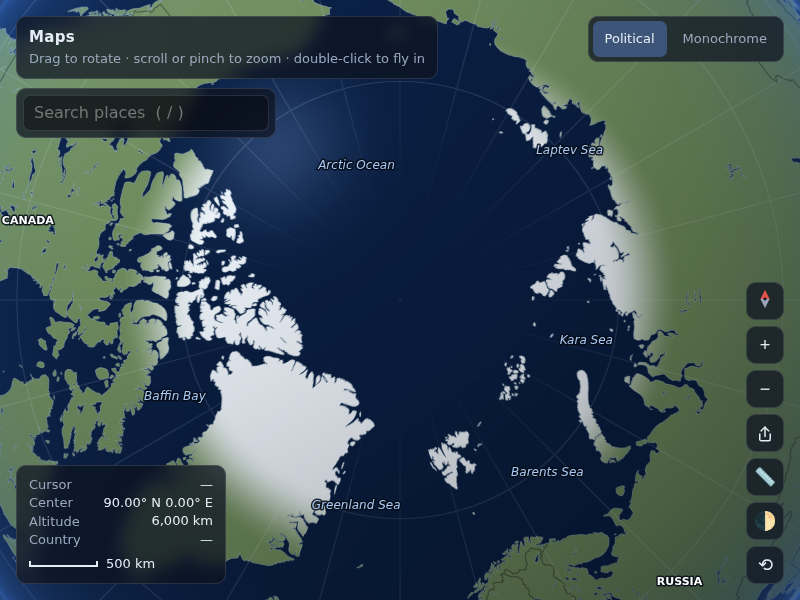 Maps
Drag to rotate · scroll or pinch to zoom · double-click to fly in
Political
Monochrome
Search places ( / )
Laptev Sea
Arctic Ocean
CANADA
Kara Sea
+
−
Baffin Bay
Barents Sea
Greenland Sea
Cursor —
Center 90.00° N 0.00° E
Altitude 6,000 km
Country —
500 km
RUSSIA